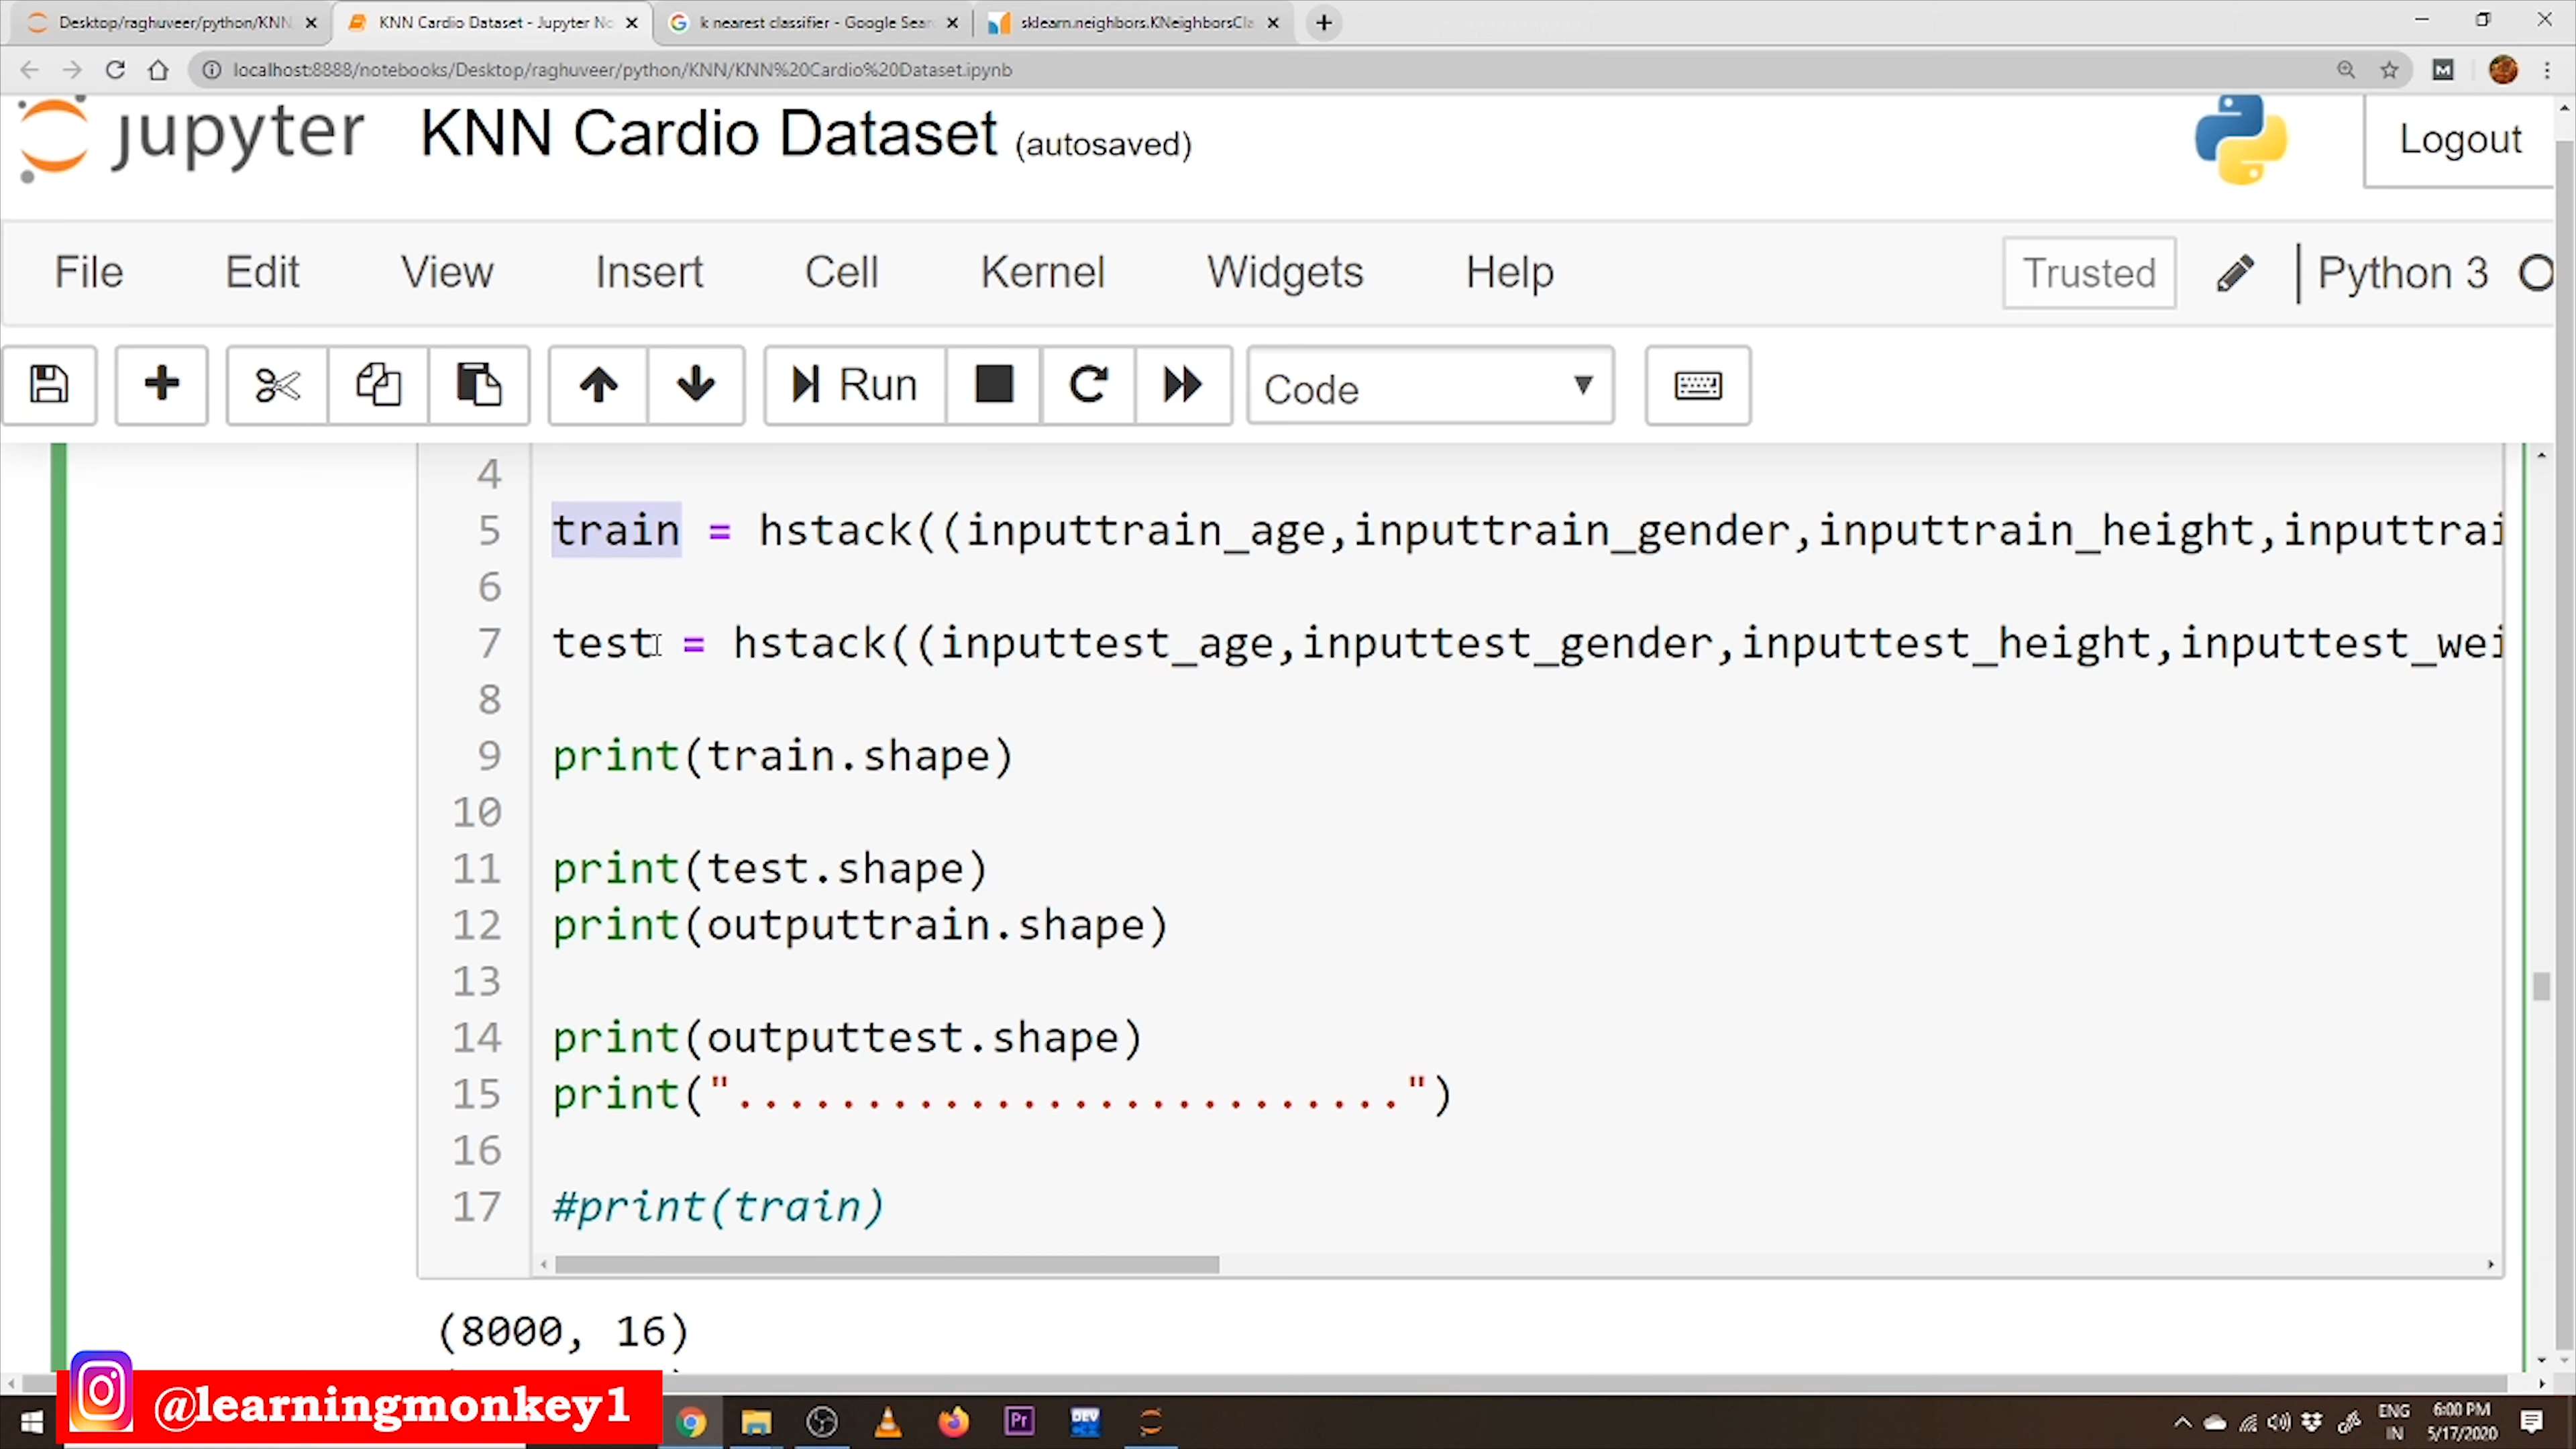 Desktop/raghuveer/python/KNN
KNN Cardio Dataset - Jupyter No
k nearest classifier - Google Sear
sklearn.neighbors.KNeighborsCla
localhost:8888/notebooks/Desktop/raghuveer/python/KNN/KNN%20Cardio%20Dataset.ipynb
M
jupyter KNN Cardio Dataset (autosaved)
Logout
File Edit View Insert Cell Kernel Widgets Help
Trusted
Python 3
Run
Code
4
5 train = hstack((inputtrain_age,inputtrain_gender,inputtrain_height,inputtrai
6
7 test = hstack((inputtest_age,inputtest_gender,inputtest_height,inputtest_wei
8
9 print(train.shape)
10
11 print(test.shape)
12 print(outputtrain.shape)
13
14 print(outputtest.shape)
15 print("..........................")
16
17 #print(train)
(8000, 16)
@learningmonkey1
Pr
DEV
ENG
IN
6:00 PM
5/17/2020